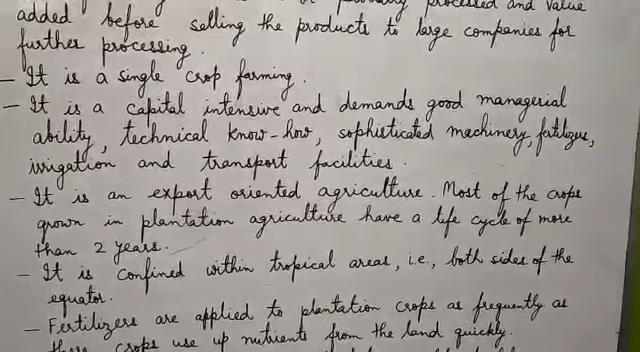 processed and value
added before selling the products to large companies for
further processing.
- It is a single crop farming.
- It is a capital intensive and demands good managerial
ability, technical know-how, sophisticated machinery, fertilizers,
irrigation and transport facilities.
- It is an export oriented agriculture. Most of the crops
grown in plantation agriculture have a life cycle of more
than 2 years.
- It is confined within tropical areas, i.e., both sides of the
equator.
- Fertilizers are applied to plantation crops as frequently as
these crops use up nutrients from the land quickly.